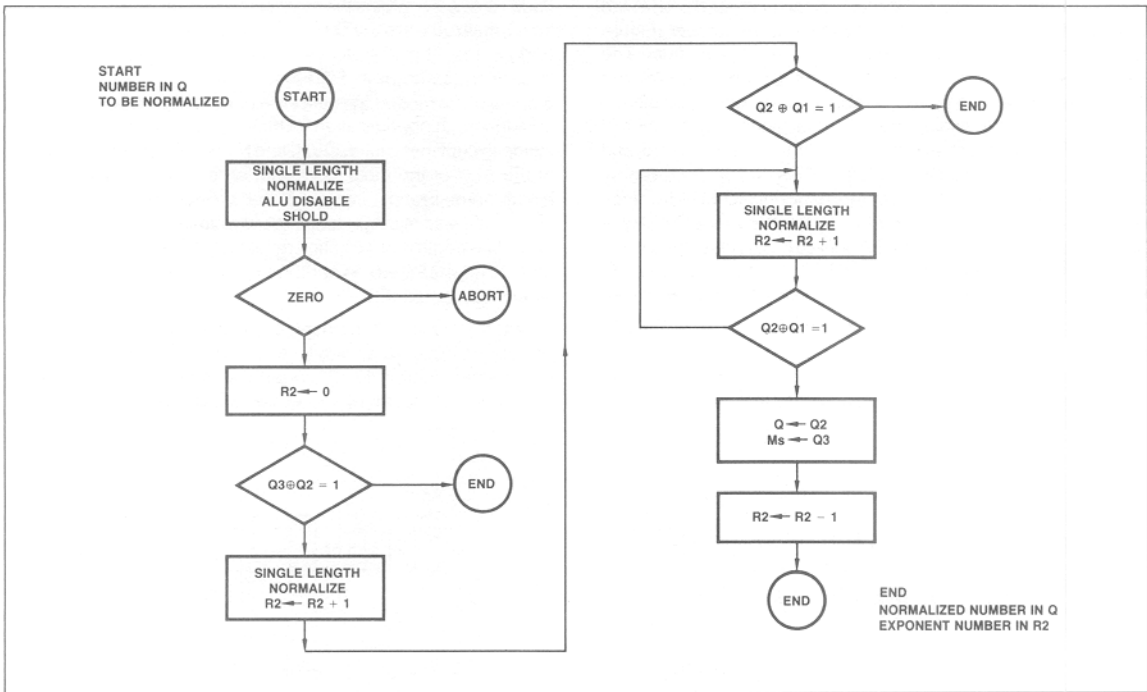 START
NUMBER IN Q
TO BE NORMALIZED
START
SINGLE LENGTH
NORMALIZE
ALU DISABLE
SHOLD
ZERO
ABORT
R2 ← 0
Q3⊕Q2 = 1
END
SINGLE LENGTH
NORMALIZE
R2 ← R2 + 1
Q2 ⊕ Q1 = 1
END
SINGLE LENGTH
NORMALIZE
R2 ← R2 + 1
Q2⊕Q1 = 1
Q ← Q2
Ms ← Q3
R2 ← R2 − 1
END
END
NORMALIZED NUMBER IN Q
EXPONENT NUMBER IN R2